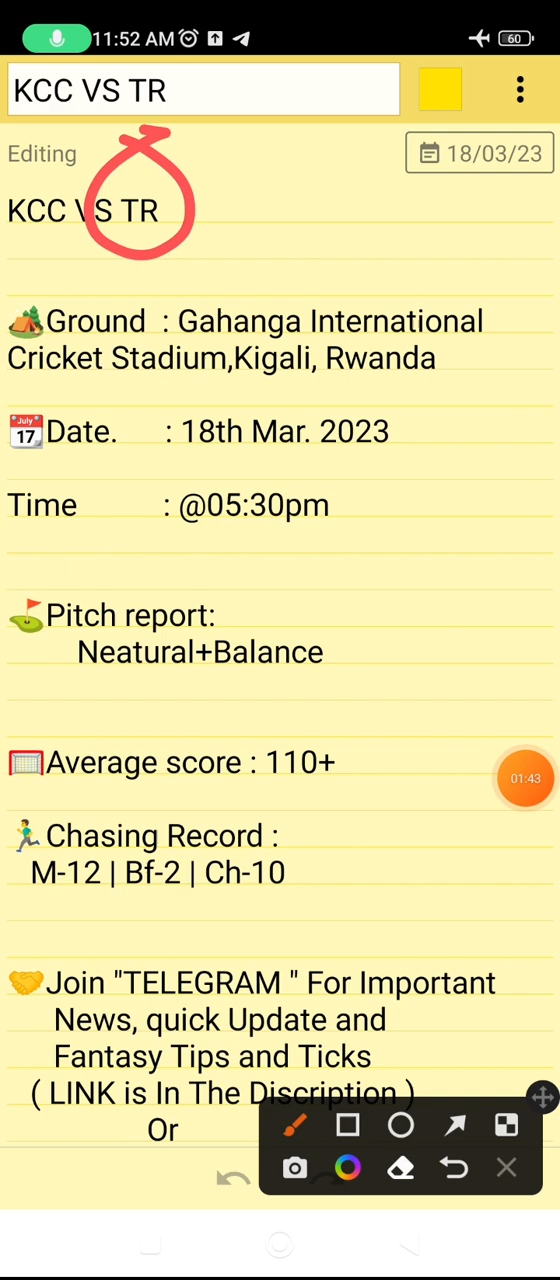 11:52 AM
60
KCC VS TR
Editing
18/03/23
KCC VS TR
🏕️Ground : Gahanga International
Cricket Stadium,Kigali, Rwanda
📅Date. : 18th Mar. 2023
Time : @05:30pm
⛳Pitch report:
Neatural+Balance
🥅Average score : 110+
01:43
🏃‍♂️Chasing Record :
M-12 | Bf-2 | Ch-10
🤝Join "TELEGRAM " For Important
News, quick Update and
Fantasy Tips and Ticks
( LINK is In The Discription )
Or